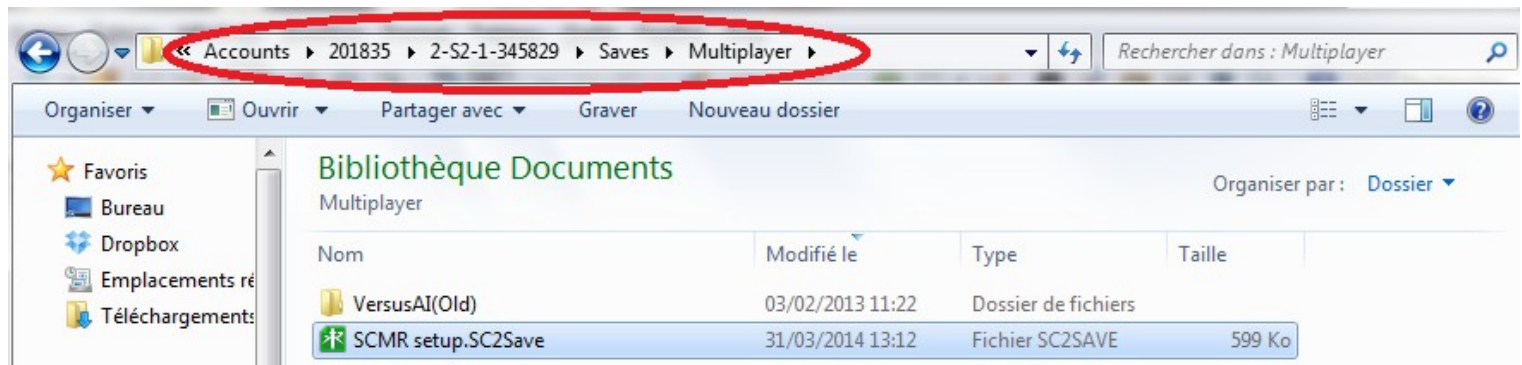 « Accounts ▸ 201835 ▸ 2-S2-1-345829 ▸ Saves ▸ Multiplayer ▸ Rechercher dans : Multiplayer
Organiser Ouvrir Partager avec Graver Nouveau dossier
Favoris
Bureau
Dropbox
Emplacements ré
Téléchargements
Bibliothèque Documents
Multiplayer
Organiser par : Dossier
Nom Modifié le Type Taille
VersusAI(Old) 03/02/2013 11:22 Dossier de fichiers
SCMR setup.SC2Save 31/03/2014 13:12 Fichier SC2SAVE 599 Ko